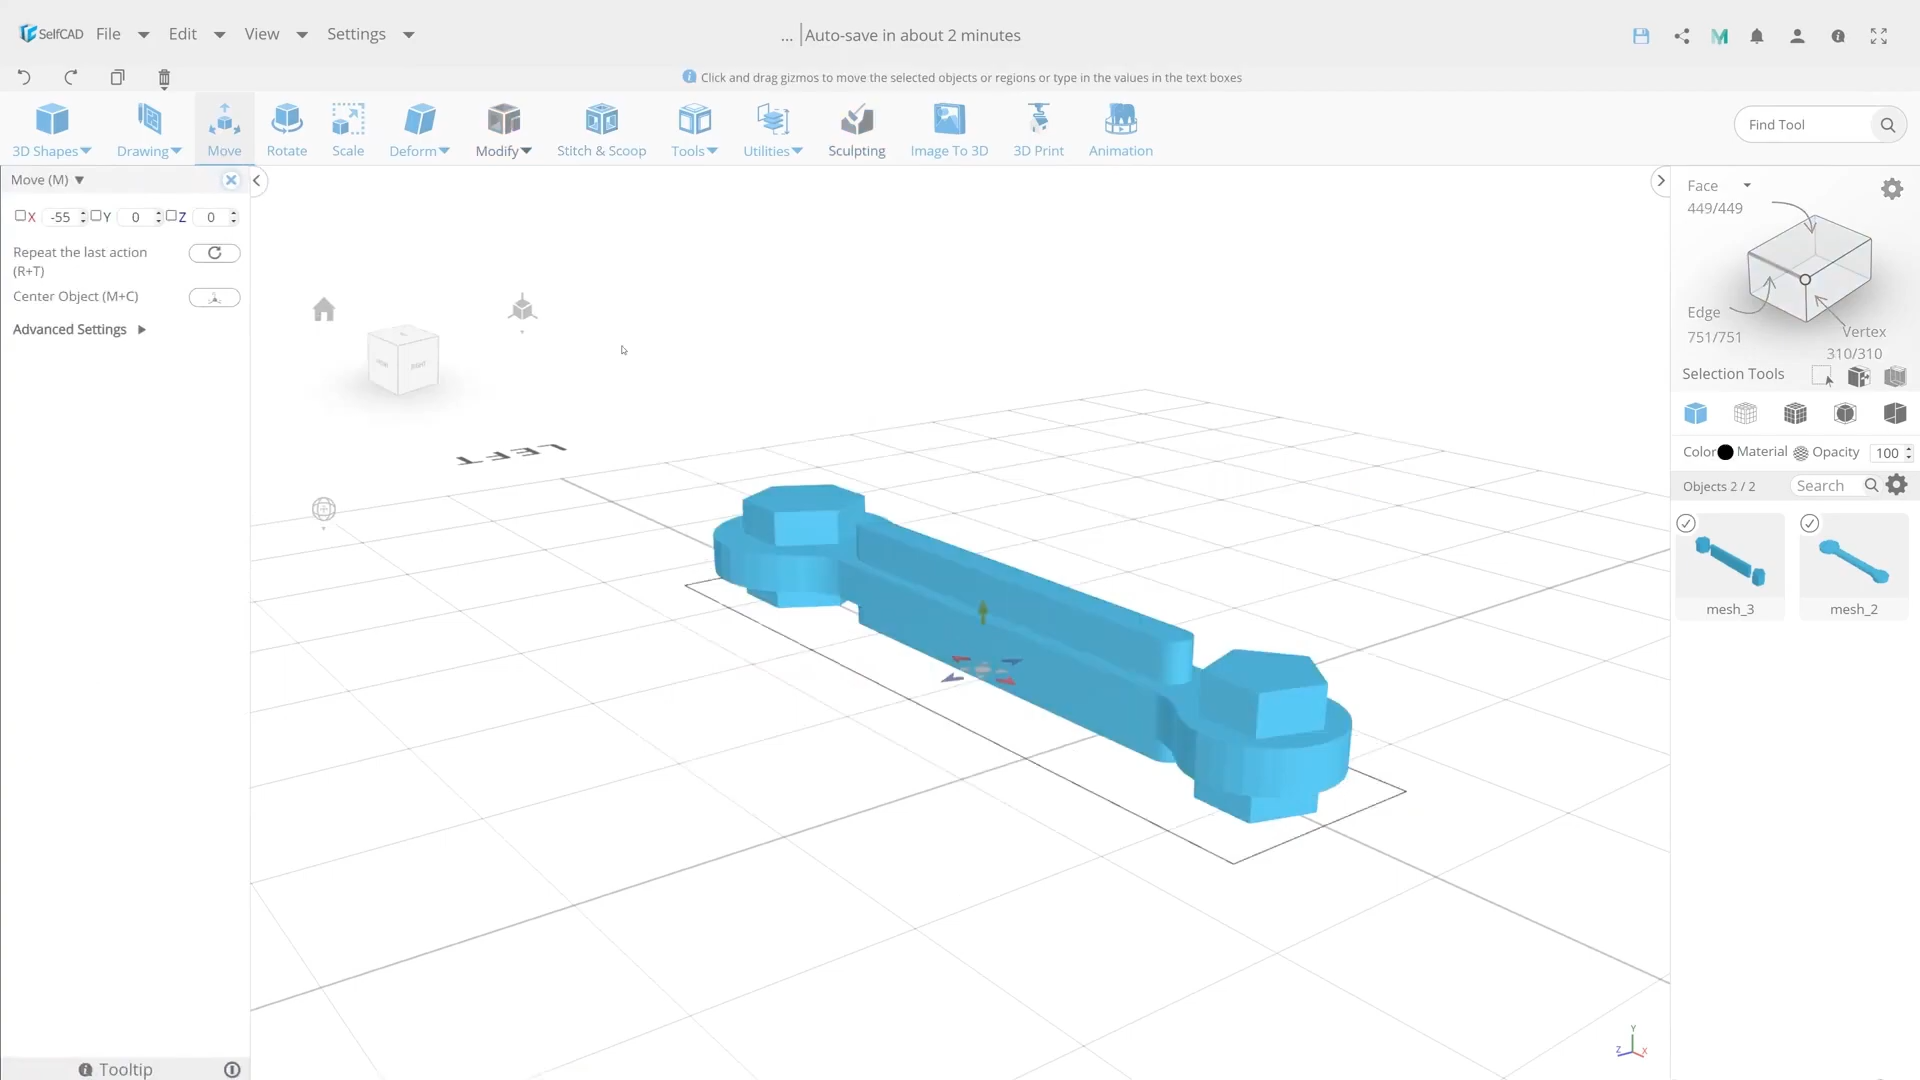 SelfCAD File Edit View Settings
... Auto-save in about 2 minutes
Click and drag gizmos to move the selected objects or regions or type in the values in the text boxes
3D Shapes Drawing Move Rotate Scale Deform Modify Stitch & Scoop Tools Utilities Sculpting Image To 3D 3D Print Animation
Find Tool
Move (M)
X -55 Y 0 Z 0
Repeat the last action
(R+T)
Center Object (M+C)
Advanced Settings
LEFT
Face
449/449
Edge
751/751
Vertex
310/310
Selection Tools
Color Material Opacity 100
Objects 2 / 2 Search
mesh_3 mesh_2
Y
Z X
Tooltip